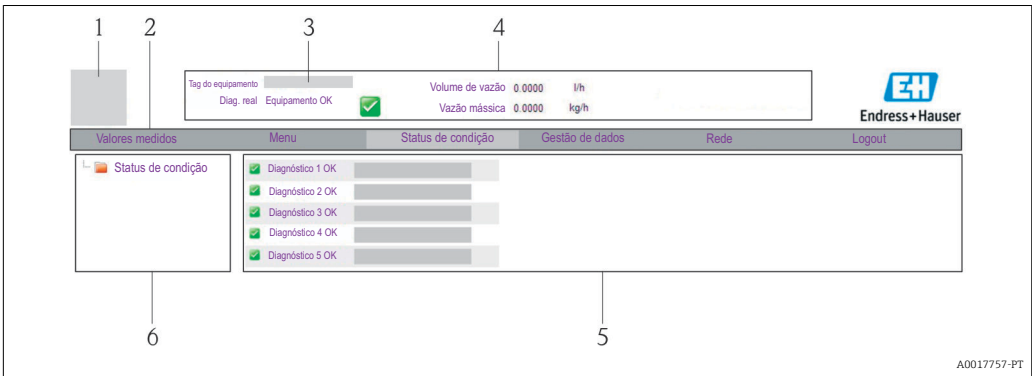 1 2 3 4
Tag do equipamento
Diag. real Equipamento OK
Volume de vazão 0.0000 l/h
Vazão mássica 0.0000 kg/h
EH
Endress+Hauser
Valores medidos Menu Status de condição Gestão de dados Rede Logout
Status de condição
Diagnóstico 1 OK
Diagnóstico 2 OK
Diagnóstico 3 OK
Diagnóstico 4 OK
Diagnóstico 5 OK
6 5
A0017757-PT